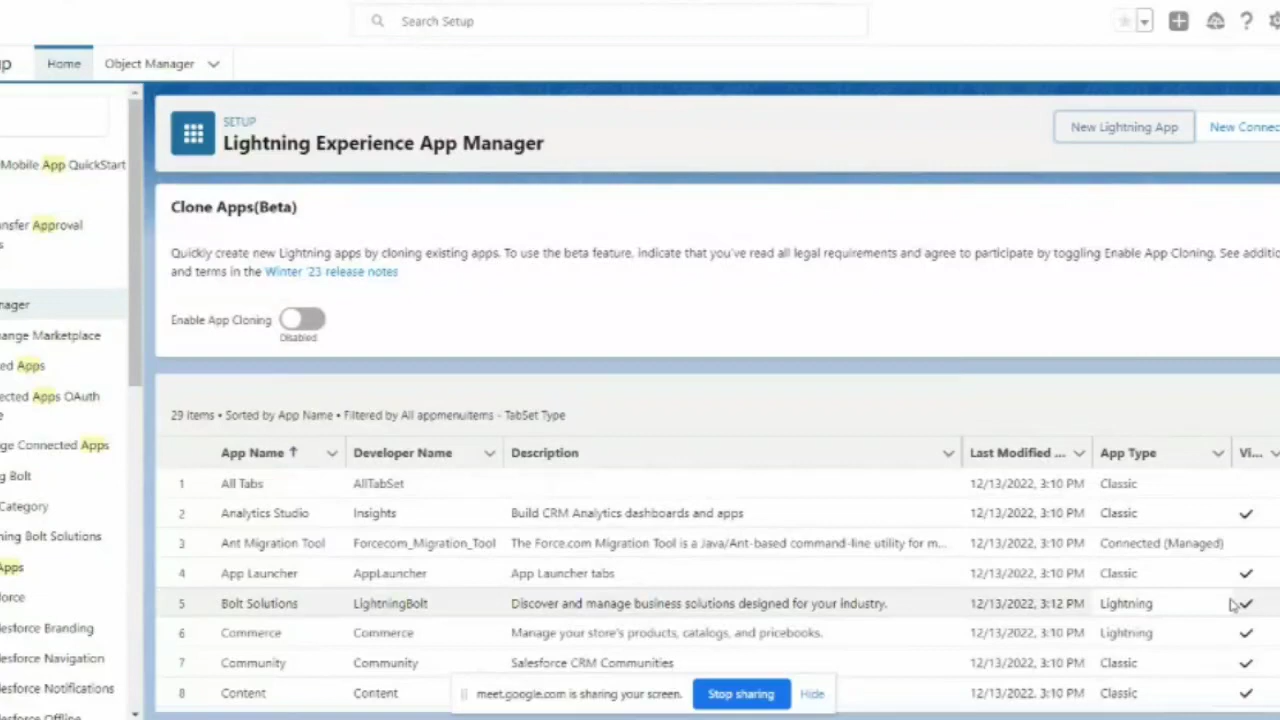 Search Setup
up
Home
Object Manager
SETUP
Lightning Experience App Manager
New Lightning App
New Connec
Mobile App QuickStart
nsfer Approval
s
nager
ange Marketplace
ed Apps
ected Apps OAuth
e
ge Connected Apps
g Bolt
Category
ning Bolt Solutions
Apps
force
lesforce Branding
lesforce Navigation
lesforce Notifications
lesforce Offline
Clone Apps(Beta)
Quickly create new Lightning apps by cloning existing apps. To use the beta feature, indicate that you've read all legal requirements and agree to participate by toggling Enable App Cloning. See additio
and terms in the Winter '23 release notes
Enable App Cloning
Disabled
29 items • Sorted by App Name • Filtered by All appmenuitems - TabSet Type
App Name ↑ Developer Name Description Last Modified ... App Type Vi...
1 All Tabs AllTabSet 12/13/2022, 3:10 PM Classic
2 Analytics Studio Insights Build CRM Analytics dashboards and apps 12/13/2022, 3:10 PM Classic
3 Ant Migration Tool Forcecom_Migration_Tool The Force.com Migration Tool is a Java/Ant-based command-line utility for m... 12/13/2022, 3:10 PM Connected (Managed)
4 App Launcher AppLauncher App Launcher tabs 12/13/2022, 3:10 PM Classic
5 Bolt Solutions LightningBolt Discover and manage business solutions designed for your industry. 12/13/2022, 3:12 PM Lightning
6 Commerce Commerce Manage your store's products, catalogs, and pricebooks. 12/13/2022, 3:10 PM Lightning
7 Community Community Salesforce CRM Communities 12/13/2022, 3:10 PM Classic
8 Content Content 12/13/2022, 3:10 PM Classic
meet.google.com is sharing your screen. Stop sharing Hide